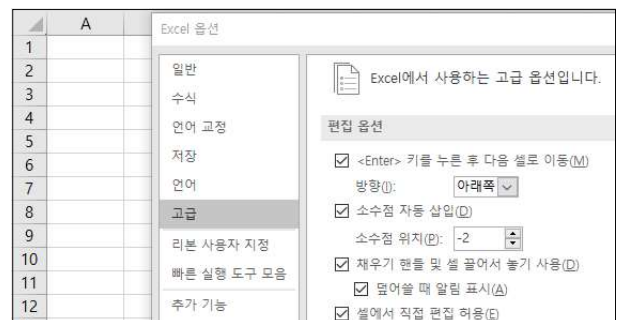 A
Excel 옵션
1
2
3
4
5
6
7
8
9
10
11
12
일반
수식
언어 교정
저장
언어
고급
리본 사용자 지정
빠른 실행 도구 모음
추가 기능
Excel에서 사용하는 고급 옵션입니다.
편집 옵션
<Enter> 키를 누른 후 다음 셀로 이동(M)
방향(I): 아래쪽
소수점 자동 삽입(D)
소수점 위치(P): -2
채우기 핸들 및 셀 끌어서 놓기 사용(D)
덮어쓸 때 알림 표시(A)
셀에서 직접 편집 허용(E)